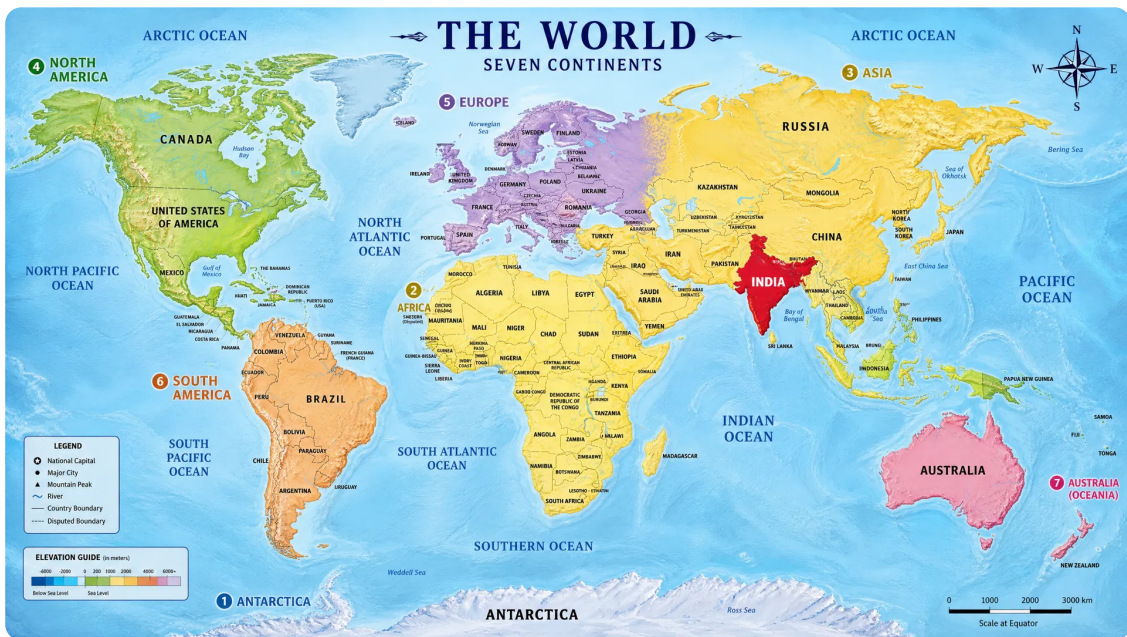 THE WORLD
SEVEN CONTINENTS
ARCTIC OCEAN
ARCTIC OCEAN
N
W
E
S
4 NORTH
AMERICA
3 ASIA
5 EUROPE
ICELAND
Norwegian
Sea
SWEDEN
FINLAND
NORWAY
RUSSIA
Bering Sea
CANADA
Hudson
Bay
ESTONIA
LATVIA
LITHUANIA
DENMARK
IRELAND
UNITED
KINGDOM
GERMANY
POLAND
CZECHIA
UKRAINE
FRANCE
AUSTRIA
ROMANIA
BULGARIA
ITALY
SPAIN
PORTUGAL
GEORGIA
TURKEY
KAZAKHSTAN
MONGOLIA
UZBEKISTAN
TURKMENISTAN
Sea of
Okhotsk
NORTH
KOREA
SOUTH
KOREA
JAPAN
UNITED STATES
OF AMERICA
NORTH
ATLANTIC
OCEAN
NORTH PACIFIC
OCEAN
MEXICO
Gulf of
Mexico
THE BAHAMAS
DOMINICAN
REPUBLIC
HAITI
JAMAICA
PUERTO RICO
(USA)
GUATEMALA
EL SALVADOR
NICARAGUA
COSTA RICA
PANAMA
SYRIA
IRAQ
IRAN
PAKISTAN
CHINA
BHUTAN
INDIA
East China Sea
TAIWAN
PACIFIC
OCEAN
2
AFRICA
MOROCCO
TUNISIA
ALGERIA
LIBYA
EGYPT
SAUDI
ARABIA
UNITED ARAB
EMIRATES
YEMEN
MAURITANIA
MALI
NIGER
CHAD
SUDAN
ERITREA
SENEGAL
GUINEA-BISSAU
GUINEA
SIERRA
LEONE
LIBERIA
IVORY
COAST
BURKINA
FASO
TOGO
NIGERIA
CAMEROON
CENTRAL AFRICAN
REPUBLIC
ETHIOPIA
SOMALIA
MYANMAR
LAOS
THAILAND
CAMBODIA
Bay of
Bengal
SRI LANKA
PHILIPPINES
MALAYSIA
BRUNO
INDONESIA
PAPUA NEW GUINEA
VENEZUELA
GUYANA
SURINAME
FRENCH GUIANA
(FRANCE)
COLOMBIA
ECUADOR
PERU
BRAZIL
BOLIVIA
PARAGUAY
CHILE
ARGENTINA
URUGUAY
6 SOUTH
AMERICA
GABOO CONGO
UGANDA
KENYA
BURUNDI
DEMOCRATIC
REPUBLIC OF
THE CONGO
TANZANIA
ANGOLA
ZAMBIA
MALAWI
ZIMBABWE
NAMIBIA
BOTSWANA
MADAGASCAR
SOUTH AFRICA
INDIAN
OCEAN
SAMOA
FIJI
TONGA
AUSTRALIA
7 AUSTRALIA
(OCEANIA)
NEW ZEALAND
SOUTH
PACIFIC
OCEAN
SOUTH ATLANTIC
OCEAN
SOUTHERN OCEAN
LEGEND
National Capital
Major City
Mountain Peak
River
Country Boundary
Disputed Boundary
ELEVATION GUIDE (in meters)
-6000 -2000 0 200 1000 2000 4000 6000+
Below Sea Level Sea Level
Weddell Sea
1 ANTARCTICA
ANTARCTICA
Ross Sea
0 1000 2000 3000 km
Scale at Equator